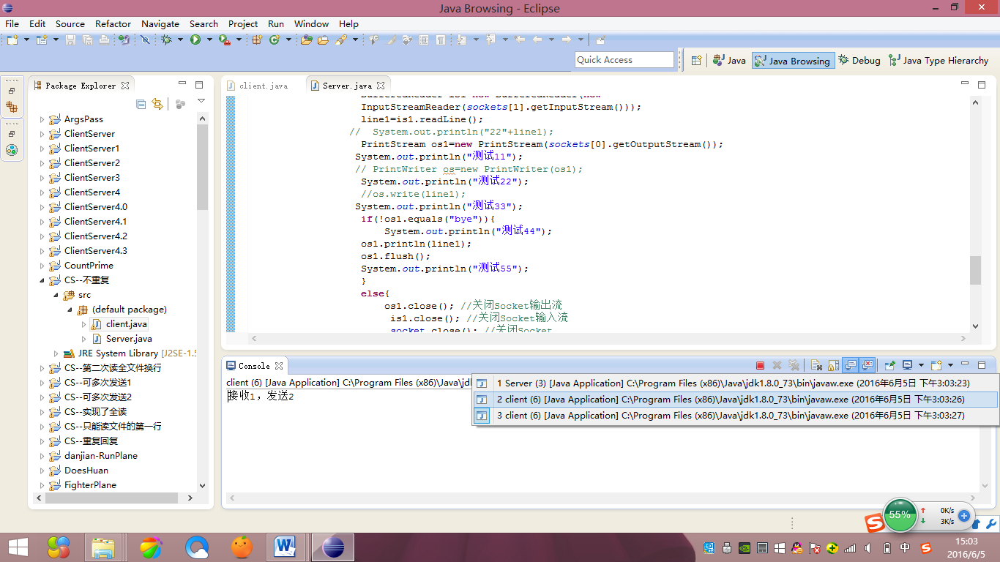 Java Browsing - Eclipse
File Edit Source Refactor Navigate Search Project Run Window Help
Quick Access
Java
Java Browsing
Debug
Java Type Hierarchy
Package Explorer
ArgsPass
ClientServer
ClientServer1
ClientServer2
ClientServer3
ClientServer4
ClientServer4.0
ClientServer4.1
ClientServer4.2
ClientServer4.3
CountPrime
CS--不重复
src
(default package)
client.java
Server.java
JRE System Library [J2SE-1.5
CS--第二次读全文件换行
CS--可多次发送1
CS--可多次发送2
CS--实现了全读
CS--只能读文件的第一行
CS--重复回复
danjian-RunPlane
DoesHuan
FighterPlane
client.java
Server.java
BufferedReader is1=new BufferedReader(new
InputStreamReader(sockets[1].getInputStream()));
line1=is1.readLine();
// System.out.println("22"+line1);
PrintStream os1=new PrintStream(sockets[0].getOutputStream());
System.out.println("测试11");
// PrintWriter os=new PrintWriter(os1);
System.out.println("测试22");
//os.write(line1);
System.out.println("测试33");
if(!os1.equals("bye")){
System.out.println("测试44");
os1.println(line1);
os1.flush();
System.out.println("测试55");
}
else{
os1.close(); //关闭Socket输出流
is1.close(); //关闭Socket输入流
socket.close(); //关闭Socket
Console
client (6) [Java Application] C:\Program Files (x86)\Java\jd
接收1，发送2
1 Server (3) [Java Application] C:\Program Files (x86)\Java\jdk1.8.0_73\bin\javaw.exe (2016年6月5日 下午3:03:23)
2 client (6) [Java Application] C:\Program Files (x86)\Java\jdk1.8.0_73\bin\javaw.exe (2016年6月5日 下午3:03:26)
3 client (6) [Java Application] C:\Program Files (x86)\Java\jdk1.8.0_73\bin\javaw.exe (2016年6月5日 下午3:03:27)
55%
0K/s
3K/s
中
15:03
2016/6/5